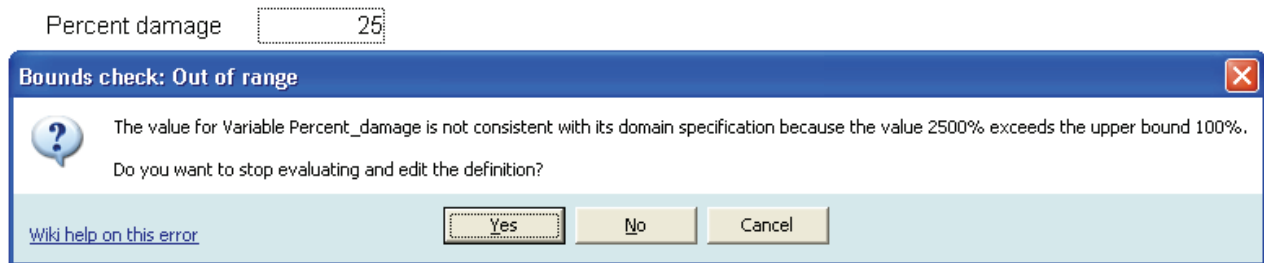 Percent damage 25
Bounds check: Out of range
The value for Variable Percent_damage is not consistent with its domain specification because the value 2500% exceeds the upper bound 100%.
Do you want to stop evaluating and edit the definition?
Wiki help on this error Yes No Cancel